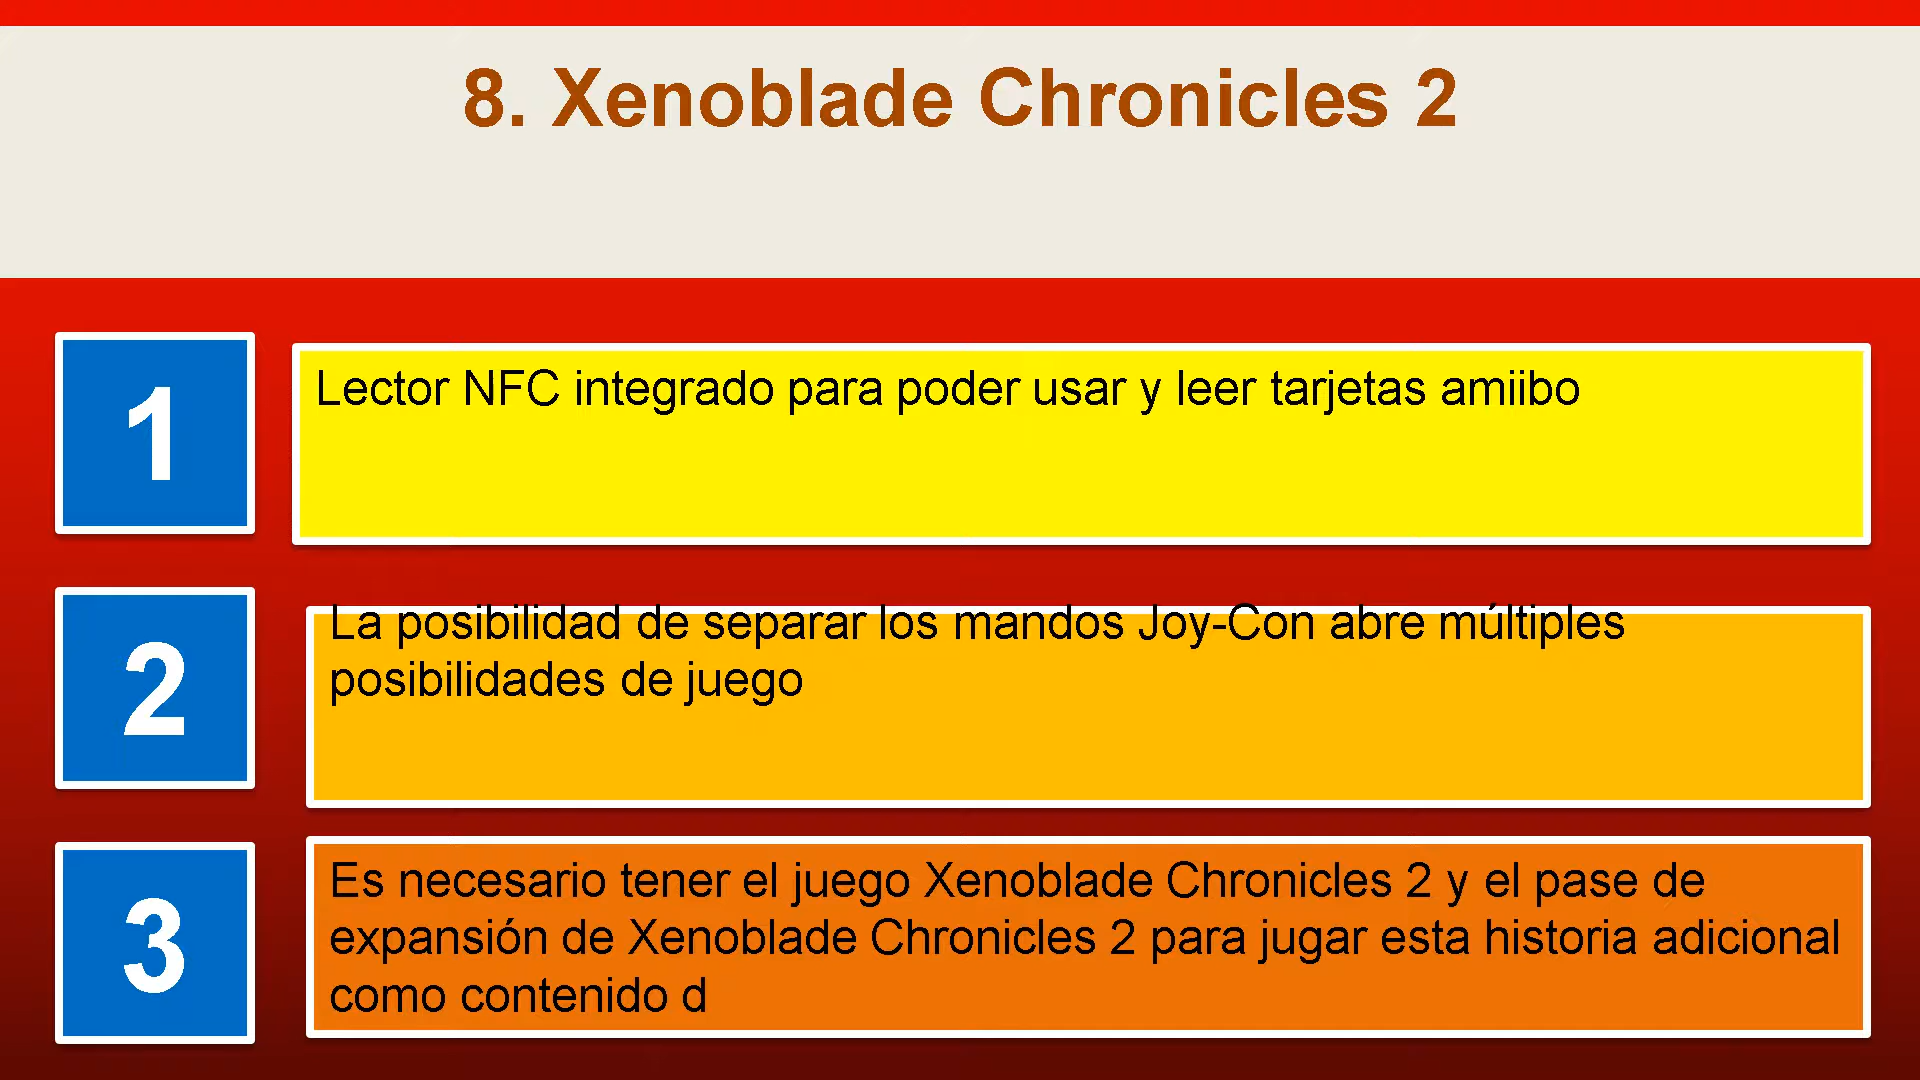 8. Xenoblade Chronicles 2
1
Lector NFC integrado para poder usar y leer tarjetas amiibo
2
La posibilidad de separar los mandos Joy-Con abre múltiples
posibilidades de juego
3
Es necesario tener el juego Xenoblade Chronicles 2 y el pase de
expansión de Xenoblade Chronicles 2 para jugar esta historia adicional
como contenido d